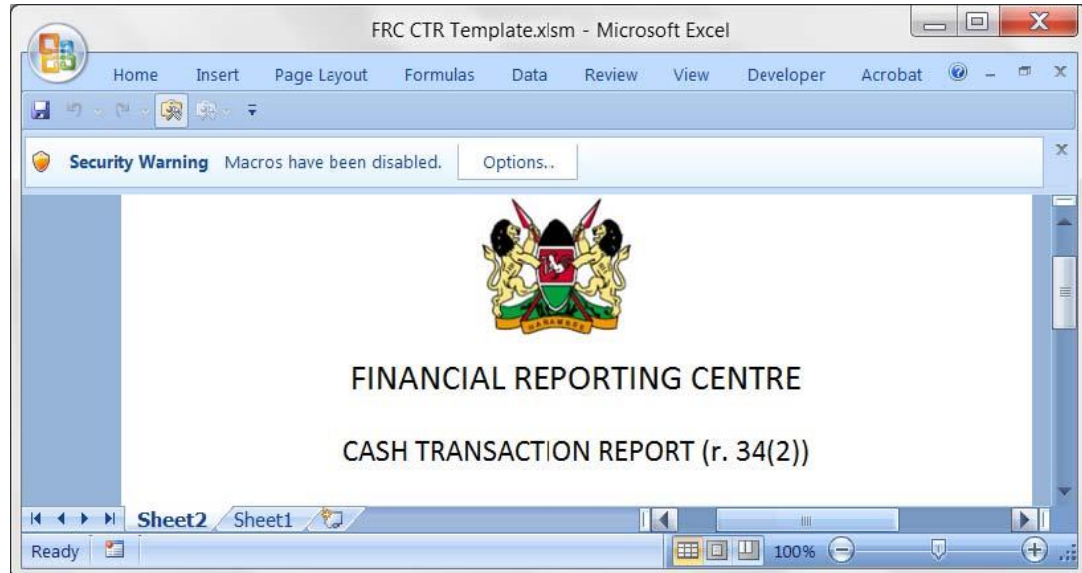 FRC CTR Template.xlsm - Microsoft Excel
Home Insert Page Layout Formulas Data Review View Developer Acrobat
Security Warning Macros have been disabled. Options..
HARAMBEE
FINANCIAL REPORTING CENTRE
CASH TRANSACTION REPORT (r. 34(2))
Sheet2 Sheet1
Ready 100%